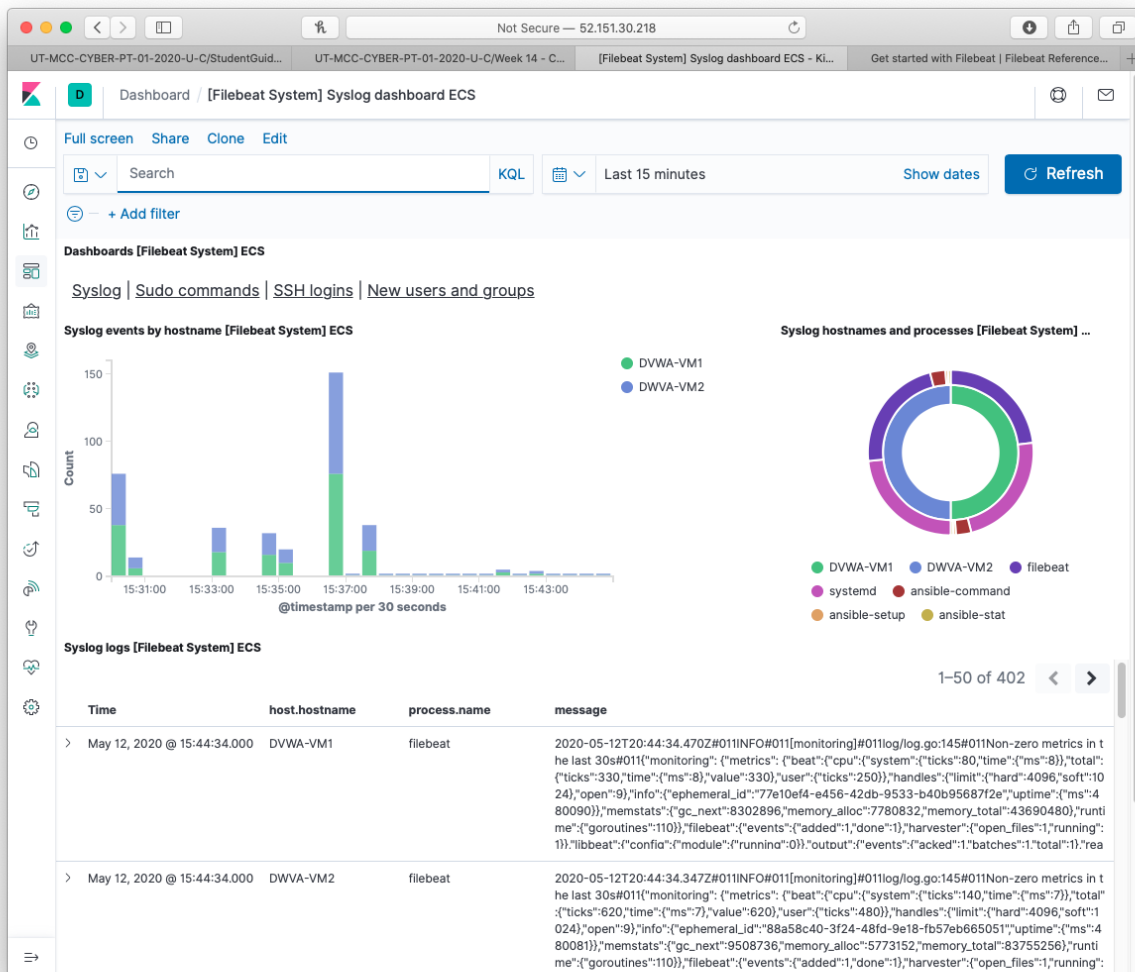 Not Secure — 52.151.30.218
UT-MCC-CYBER-PT-01-2020-U-C/StudentGuid...
UT-MCC-CYBER-PT-01-2020-U-C/Week 14 - C...
[Filebeat System] Syslog dashboard ECS - Ki...
Get started with Filebeat | Filebeat Reference...
D
Dashboard / [Filebeat System] Syslog dashboard ECS
Full screen Share Clone Edit
Search KQL Last 15 minutes Show dates Refresh
+ Add filter
Dashboards [Filebeat System] ECS
Syslog | Sudo commands | SSH logins | New users and groups
Syslog events by hostname [Filebeat System] ECS
150
100
50
0
Count
15:31:00 15:33:00 15:35:00 15:37:00 15:39:00 15:41:00 15:43:00
@timestamp per 30 seconds
DVWA-VM1
DWVA-VM2
Syslog hostnames and processes [Filebeat System] ...
DVWA-VM1 DWVA-VM2 filebeat
systemd ansible-command
ansible-setup ansible-stat
Syslog logs [Filebeat System] ECS
1–50 of 402
Time host.hostname process.name message
May 12, 2020 @ 15:44:34.000 DVWA-VM1 filebeat
2020-05-12T20:44:34.470Z#011INFO#011[monitoring]#011log/log.go:145#011Non-zero metrics in t
he last 30s#011{"monitoring": {"metrics": {"beat":{"cpu":{"system":{"ticks":80,"time":{"ms":8}},"total":
{"ticks":330,"time":{"ms":8},"value":330},"user":{"ticks":250}},"handles":{"limit":{"hard":4096,"soft":10
24},"open":9},"info":{"ephemeral_id":"77e10ef4-e456-42db-9533-b40b95687f2e","uptime":{"ms":4
80090}},"memstats":{"gc_next":8302896,"memory_alloc":7780832,"memory_total":43690480},"runti
me":{"goroutines":110}},"filebeat":{"events":{"added":1,"done":1},"harvester":{"open_files":1,"running":
1}},"libbeat":{"config":{"module":{"running":0}},"output":{"events":{"acked":1,"batches":1,"total":1},"rea
May 12, 2020 @ 15:44:34.000 DWVA-VM2 filebeat
2020-05-12T20:44:34.347Z#011INFO#011[monitoring]#011log/log.go:145#011Non-zero metrics in t
he last 30s#011{"monitoring": {"metrics": {"beat":{"cpu":{"system":{"ticks":140,"time":{"ms":7}},"total"
:{"ticks":620,"time":{"ms":7},"value":620},"user":{"ticks":480}},"handles":{"limit":{"hard":4096,"soft":1
024},"open":9},"info":{"ephemeral_id":"88a58c40-3f24-48fd-9e18-fb57eb665051","uptime":{"ms":4
80081}},"memstats":{"gc_next":9508736,"memory_alloc":5773152,"memory_total":83755256},"runti
me":{"goroutines":110}},"filebeat":{"events":{"added":1,"done":1},"harvester":{"open_files":1,"running":